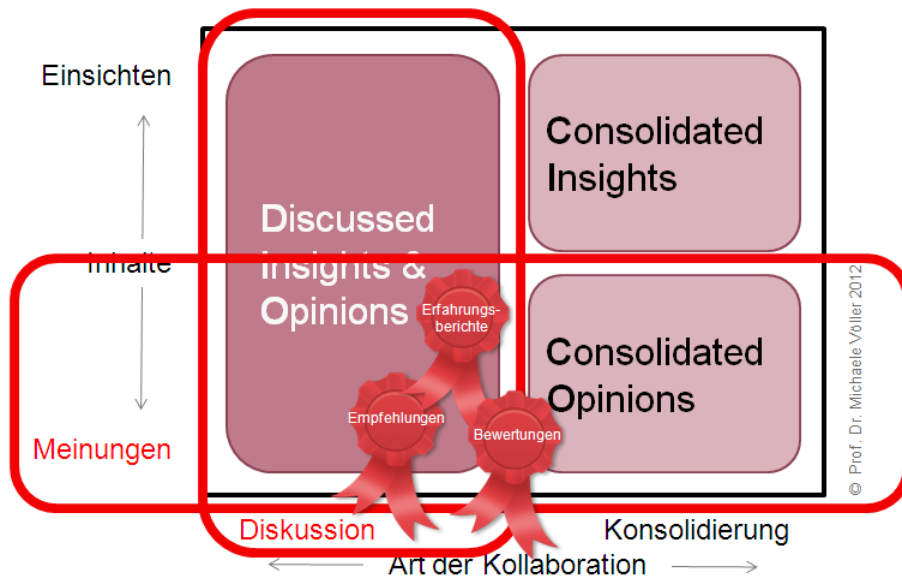 Einsichten
Inhalte
Meinungen
Discussed
Insights &
Opinions
Erfahrungs-
berichte
Empfehlungen
Bewertungen
Consolidated
Insights
Consolidated
Opinions
© Prof. Dr. Michaele Völler 2012
Diskussion
Konsolidierung
Art der Kollaboration